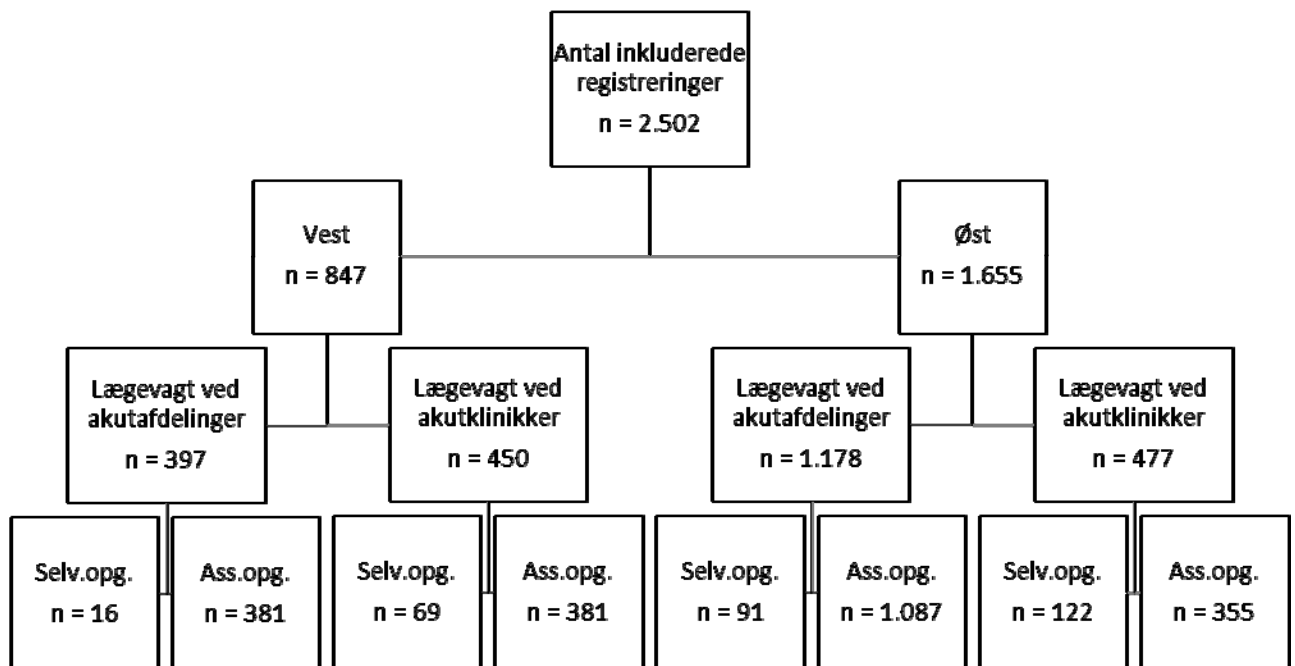 Antal inkluderede
registreringer
n = 2.502
Vest
n = 847
Øst
n = 1.655
Lægevagt ved
akutafdelinger
n = 397
Lægevagt ved
akutklinikker
n = 450
Lægevagt ved
akutafdelinger
n = 1.178
Lægevagt ved
akutklinikker
n = 477
Selv.opg.
n = 16
Ass.opg.
n = 381
Selv.opg.
n = 69
Ass.opg.
n = 381
Selv.opg.
n = 91
Ass.opg.
n = 1.087
Selv.opg.
n = 122
Ass.opg.
n = 355